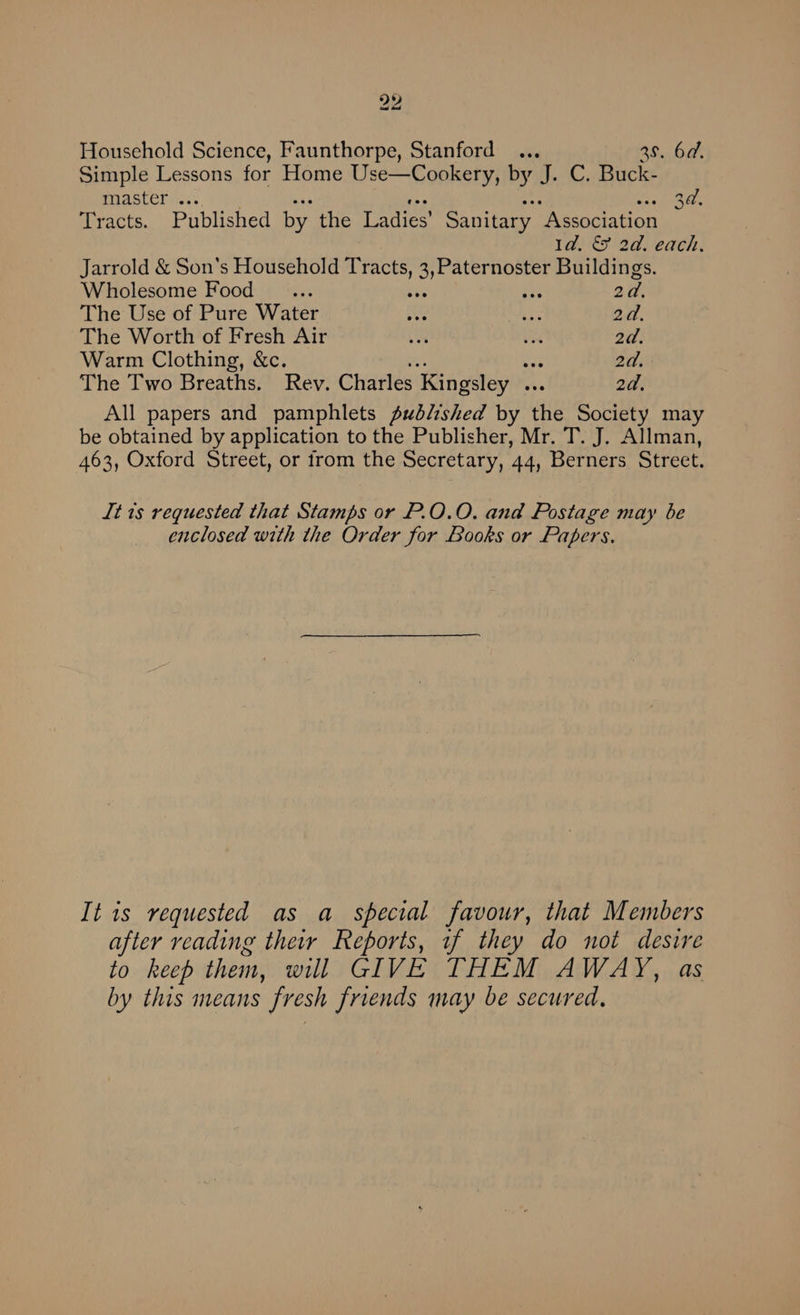 22
Household Science, Faunthorpe, Stanford ... 3s. 6d.
Simple Lessons for Home Use—Cookery, by J. C. Buck-
master ... ... ... ... ... 3d.
Tracts. Published by the Ladies' Sanitary Association
1d. & 2d. each.
Jarrold & Son's Household Tracts, 3, Paternoster Buildings.
Wholesome Food ... ... ... 2d.
The Use of Pure Water ... ... 2d.
The Worth of Fresh Air ... ... 2d.
Warm Clothing, &c. ... ... 2d.
The Two Breaths. Rev. Charles Kingsley ... 2d.
All papers and pamphlets published by the Society may
be obtained by application to the Publisher, Mr. T. J. Allman,
463, Oxford Street, or from the Secretary, 44, Berners Street.
It is requested that Stamps or P.O.O. and Postage may be
enclosed with the Order for Books or Papers.
It is requested as a special favour, that Members
after reading their Reports, if they do not desire
to keep them, will GIVE THEM AWAY, as
by this means fresh friends may be secured.